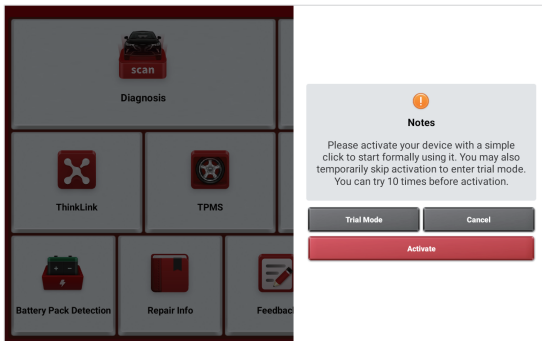 scan
Diagnosis
ThinkLink
TPMS
Battery Pack Detection
Repair Info
Feedbac
!
Notes
Please activate your device with a simple
click to start formally using it. You may also
temporarily skip activation to enter trial mode.
You can try 10 times before activation.
Trial Mode
Cancel
Activate